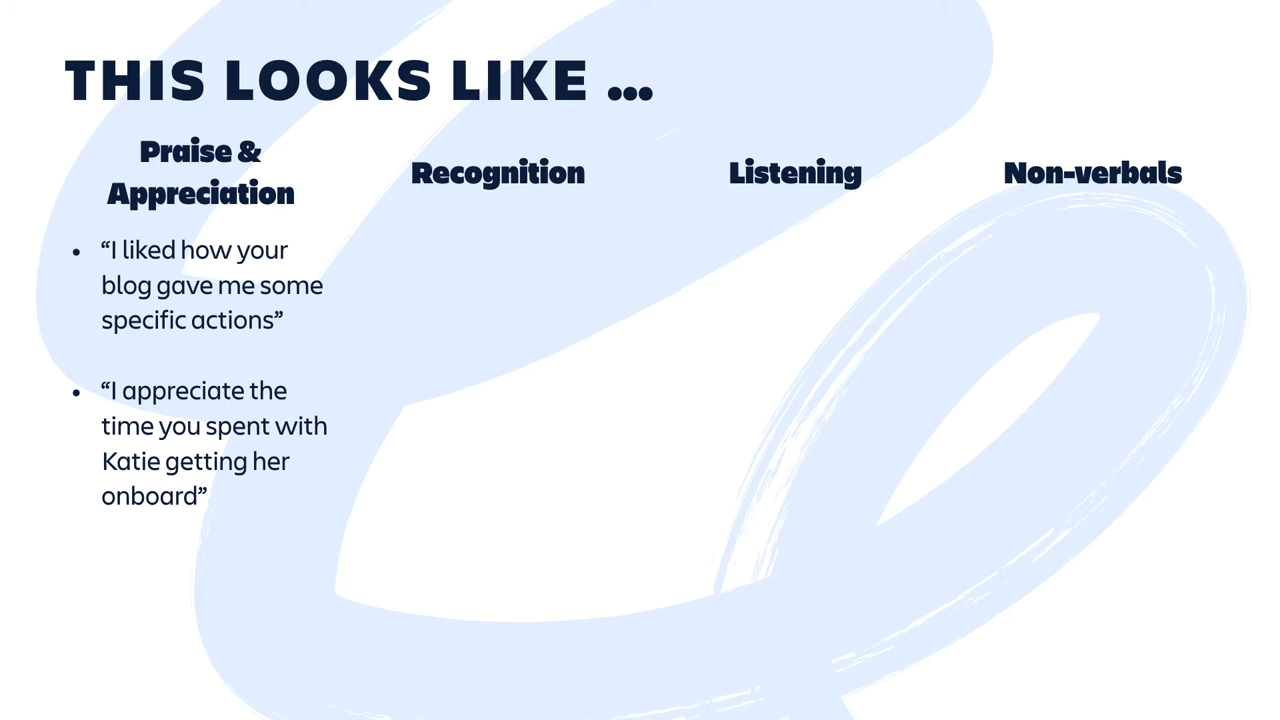 THIS LOOKS LIKE ...
Praise &
Appreciation
Recognition
Listening
Non-verbals
• “I liked how your
blog gave me some
specific actions”
• “I appreciate the
time you spent with
Katie getting her
onboard”